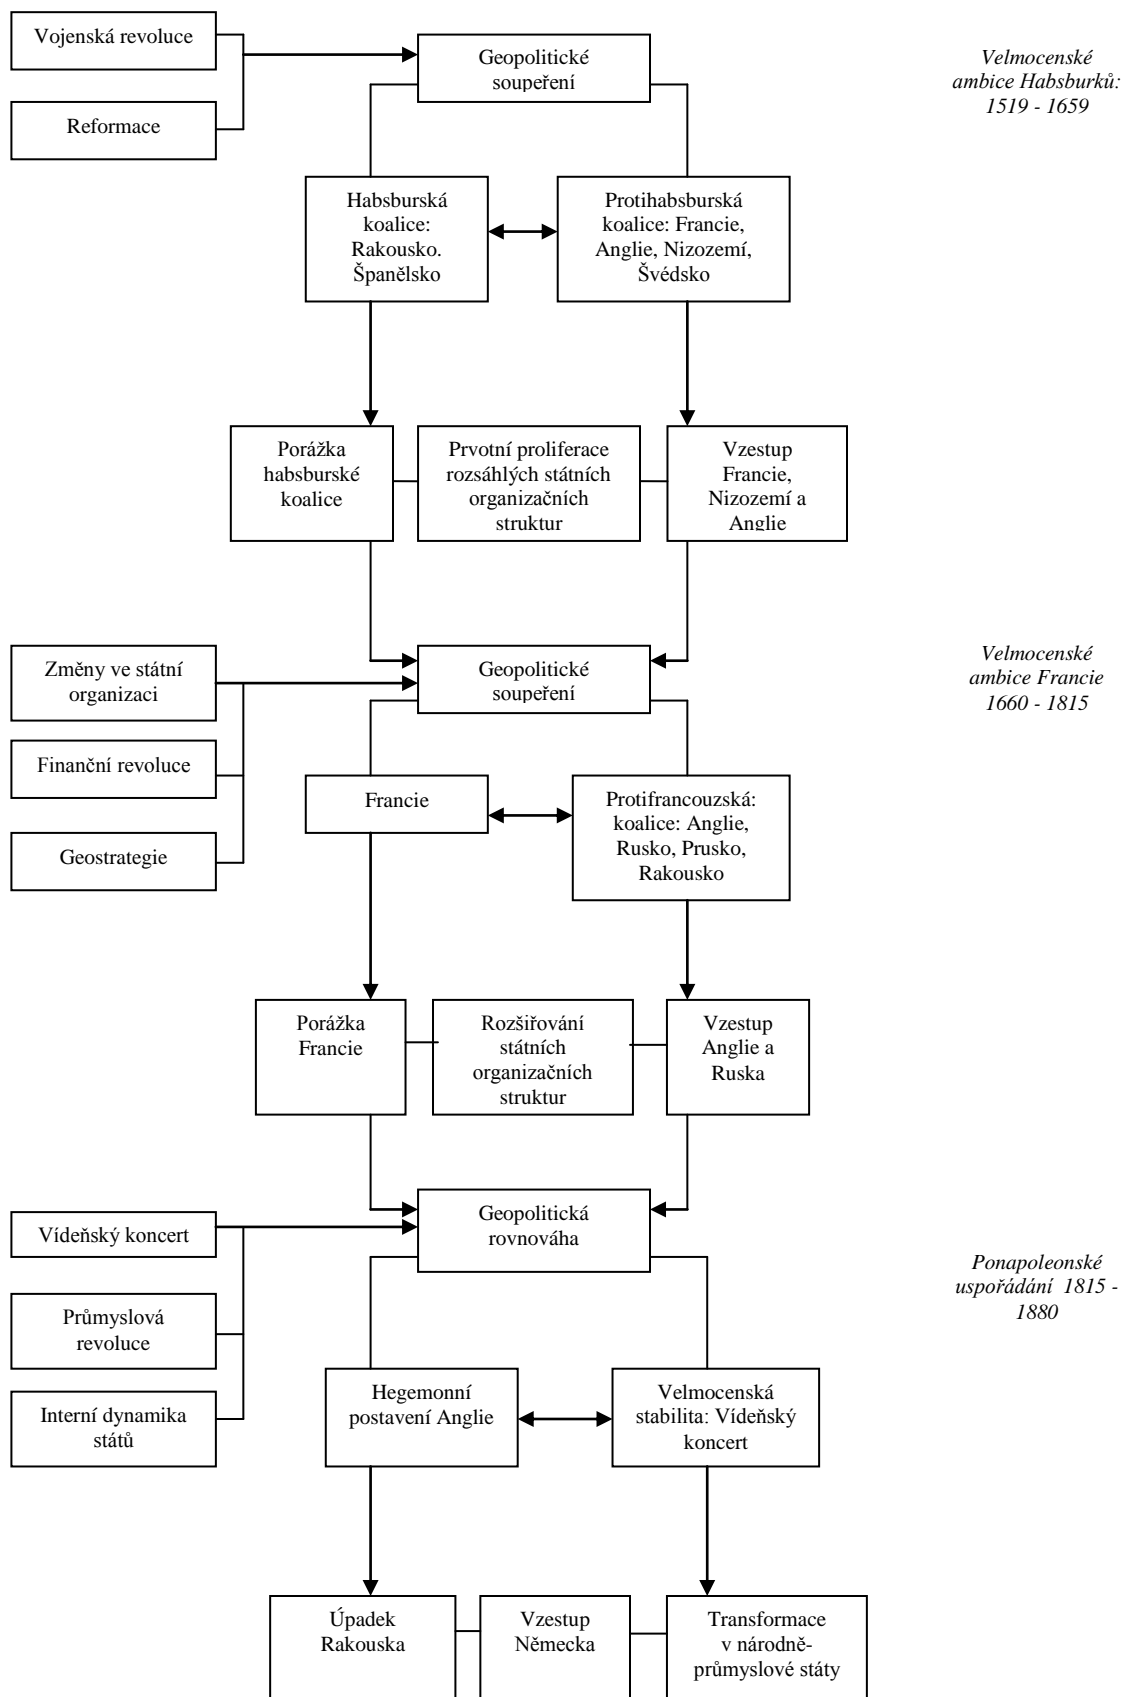 Vojenská revoluce
Geopolitické
soupeření
Velmocenské
ambice Habsburků:
1519 - 1659
Reformace
Habsburská
koalice:
Rakousko.
Španělsko
Protihabsburská
koalice: Francie,
Anglie, Nizozemí,
Švédsko
Porážka
habsburské
koalice
Prvotní proliferace
rozsáhlých státních
organizačních
struktur
Vzestup
Francie,
Nizozemí a
Anglie
Změny ve státní
organizaci
Geopolitické
soupeření
Velmocenské
ambice Francie
1660 - 1815
Finanční revoluce
Geostrategie
Francie
Protifrancouzská:
koalice: Anglie,
Rusko, Prusko,
Rakousko
Porážka
Francie
Rozšiřování
státních
organizačních
struktur
Vzestup
Anglie a
Ruska
Vídeňský koncert
Geopolitická
rovnováha
Ponapoleonské
uspořádání 1815 -
1880
Průmyslová
revoluce
Interní dynamika
států
Hegemonní
postavení Anglie
Velmocenská
stabilita: Vídeňský
koncert
Úpadek
Rakouska
Vzestup
Německa
Transformace
v národně-
průmyslové státy